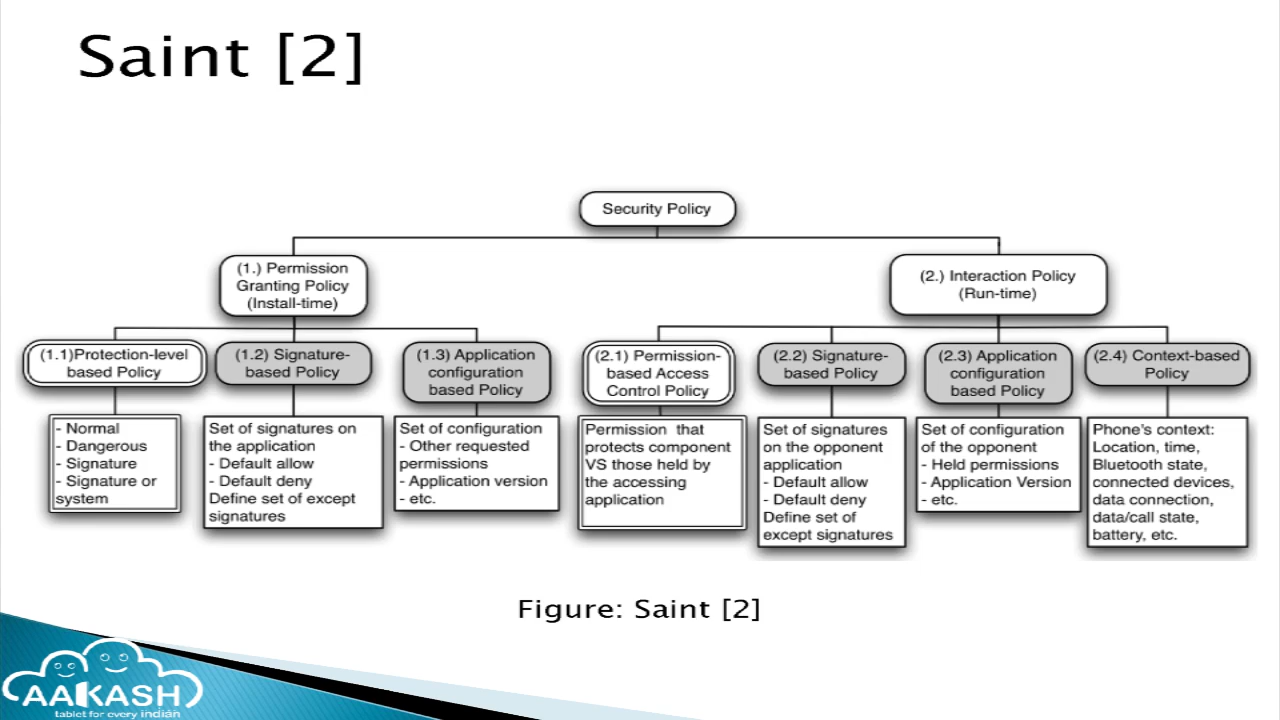 Saint [2]
Security Policy
(1.) Permission
Granting Policy
(Install-time)
(2.) Interaction Policy
(Run-time)
(1.1)Protection-level
based Policy
(1.2) Signature-
based Policy
(1.3) Application
configuration
based Policy
(2.1) Permission-
based Access
Control Policy
(2.2) Signature-
based Policy
(2.3) Application
configuration
based Policy
(2.4) Context-based
Policy
- Normal
- Dangerous
- Signature
- Signature or
system
Set of signatures on
the application
- Default allow
- Default deny
Define set of except
signatures
Set of configuration
- Other requested
permissions
- Application version
- etc.
Permission that
protects component
VS those held by
the accessing
application
Set of signatures
on the opponent
application
- Default allow
- Default deny
Define set of
except signatures
Set of configuration
of the opponent
- Held permissions
- Application Version
- etc.
Phone's context:
Location, time,
Bluetooth state,
connected devices,
data connection,
data/call state,
battery, etc.
Figure: Saint [2]
AAKASH
tablet for every indian